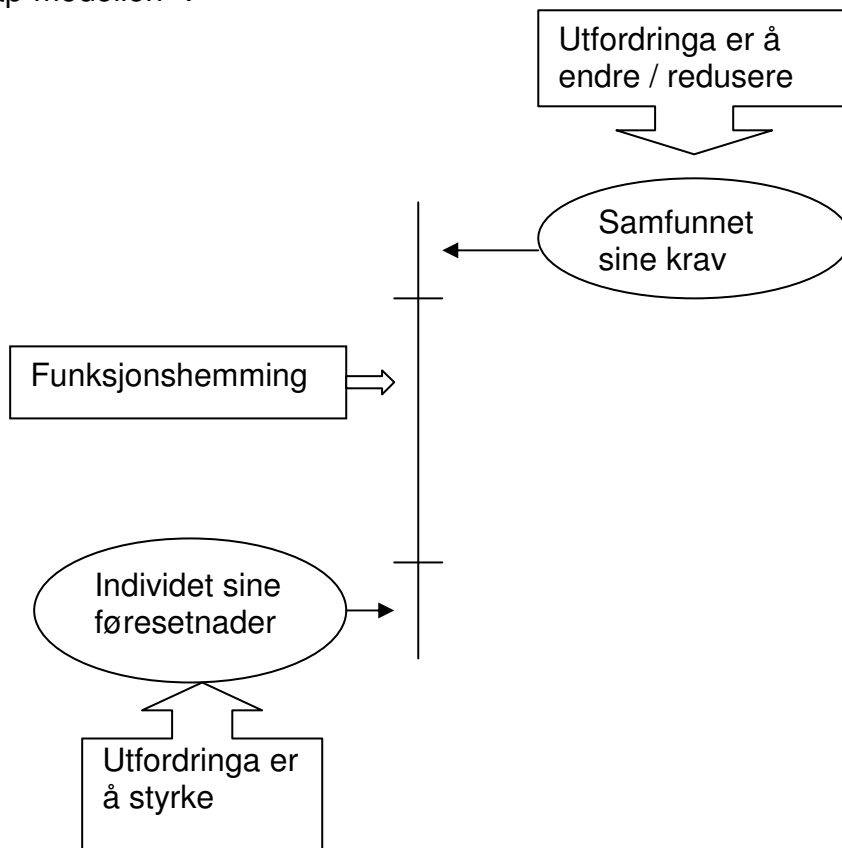 Utfordringa er å
endre / redusere
Samfunnet
sine krav
Funksjonshemming
Individet sine
føresetnader
Utfordringa er
å styrke